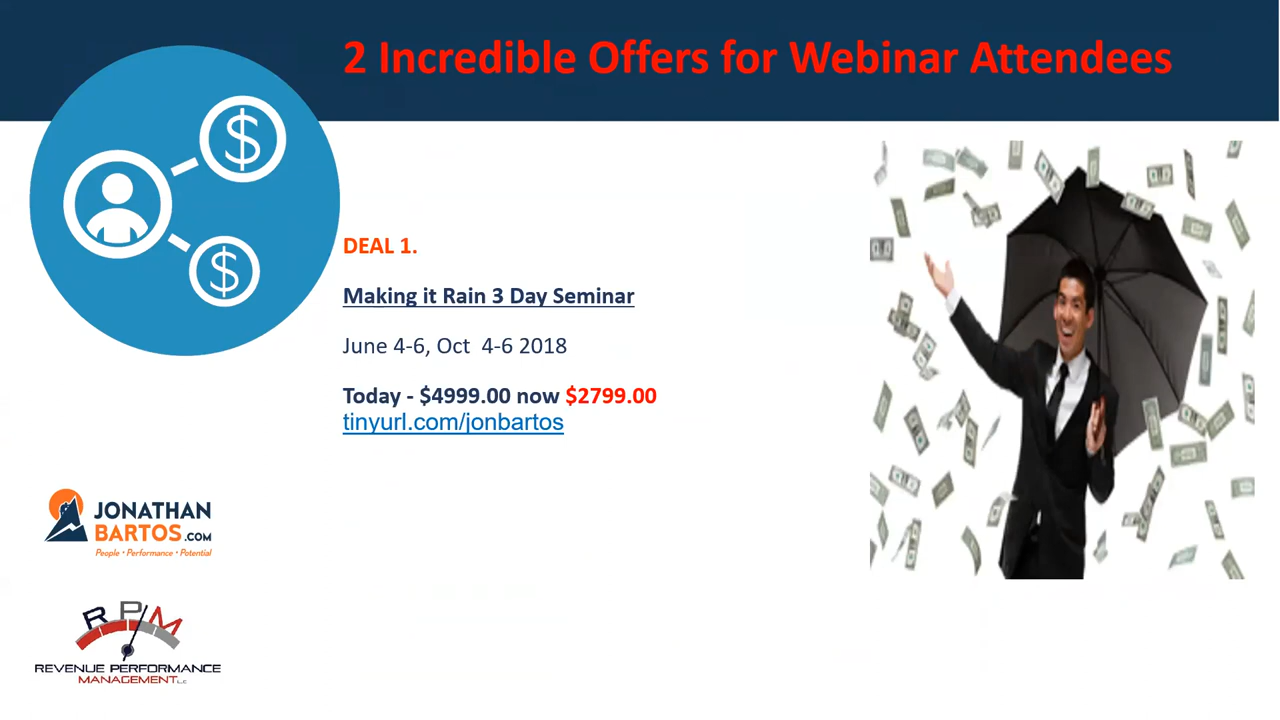 2 Incredible Offers for Webinar Attendees
$
$
DEAL 1.
Making it Rain 3 Day Seminar
June 4-6, Oct  4-6 2018
Today - $4999.00 now $2799.00
tinyurl.com/jonbartos
JONATHAN
BARTOS.COM
People • Performance • Potential
RPM
REVENUE PERFORMANCE
MANAGEMENT LLC